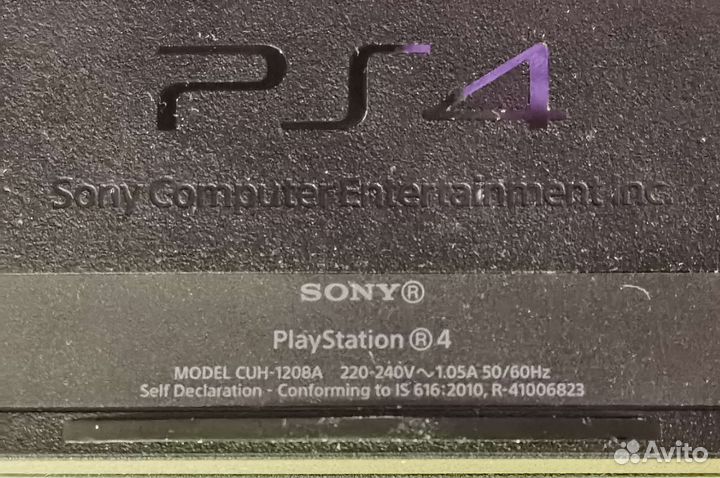 PS4
Sony Computer Entertainment Inc.
SONY®
PlayStation ® 4
MODEL CUH-1208A 220-240V～1.05A 50/60Hz
Self Declaration - Conforming to IS 616:2010, R-41006823
Avito